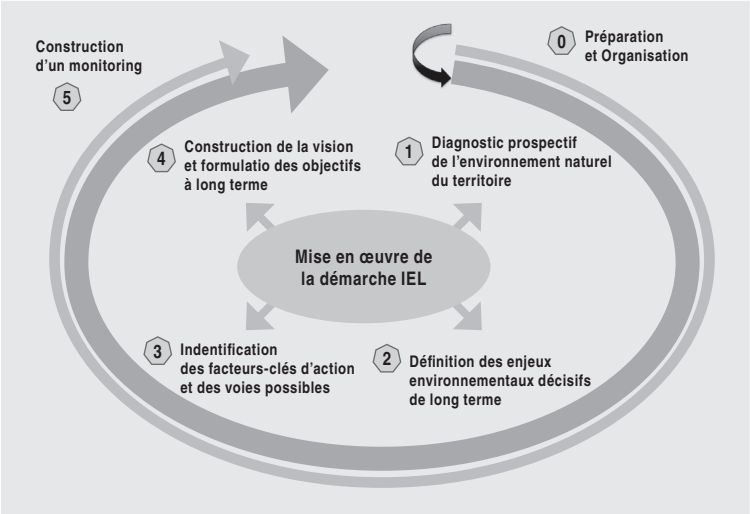 0
Préparation
et Organisation
1
Diagnostic prospectif
de l'environnement naturel
du territoire
2
Définition des enjeux
environnementaux décisifs
de long terme
3
Indentification
des facteurs-clés d'action
et des voies possibles
4
Construction de la vision
et formulatio des objectifs
à long terme
Construction
d'un monitoring
5
Mise en œuvre de
la démarche IEL